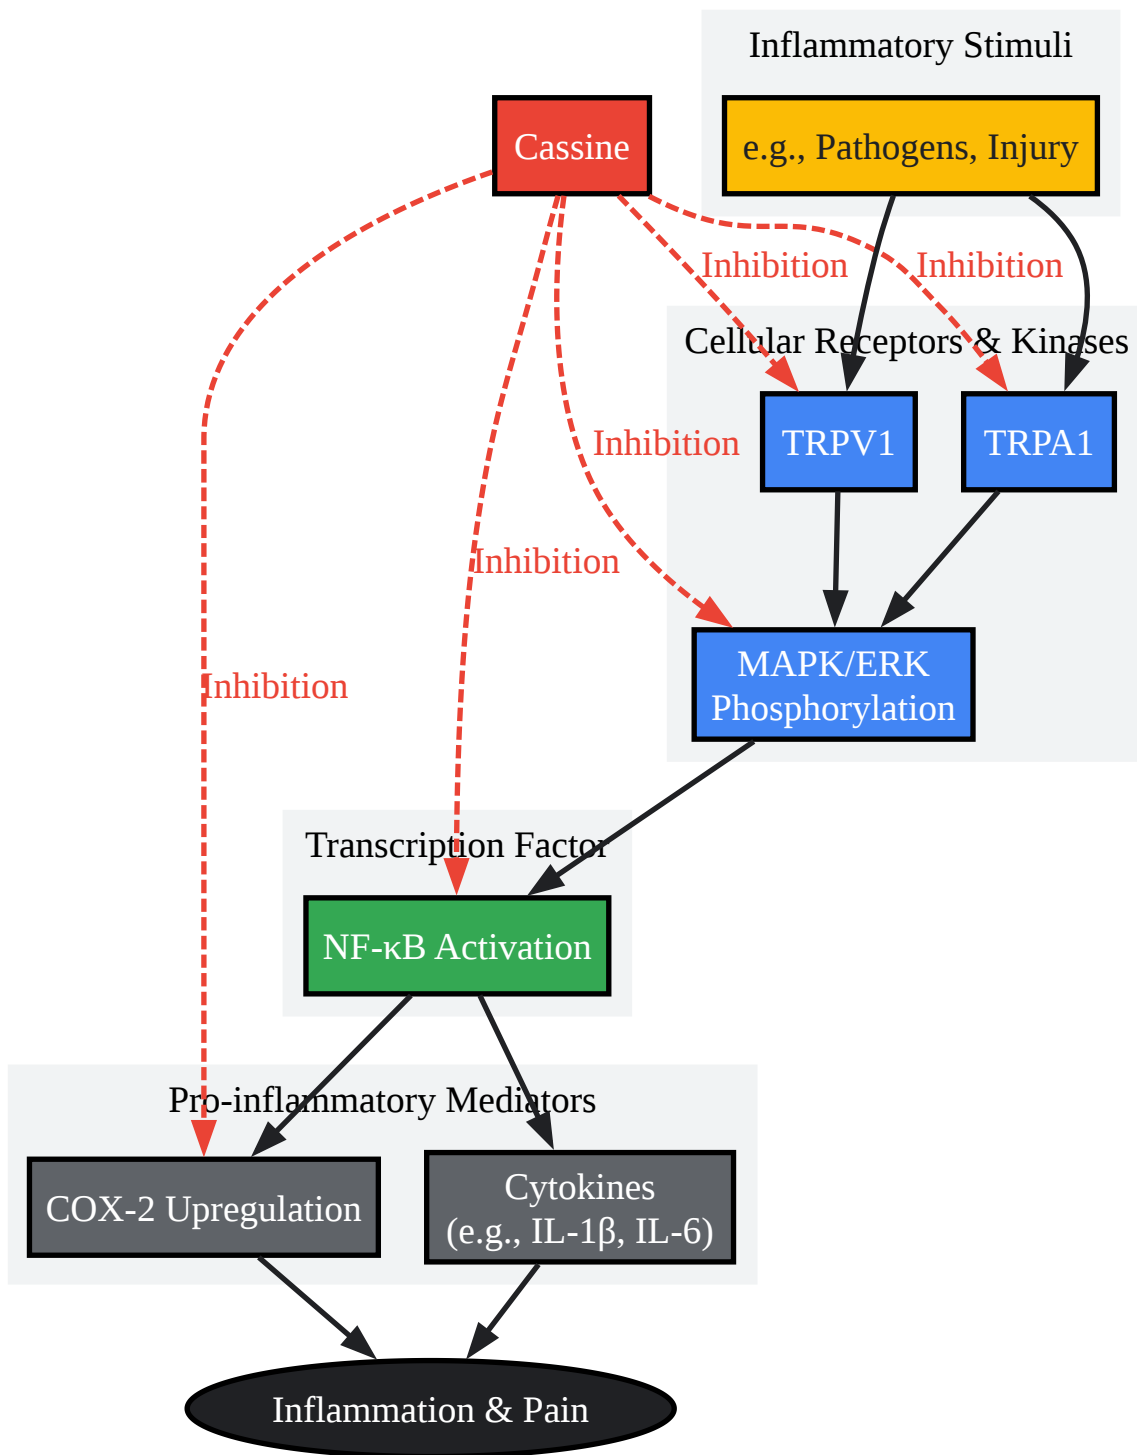 Inflammatory Stimuli
Cassine
e.g., Pathogens, Injury
Inhibition
Inhibition
Cellular Receptors & Kinases
Inhibition
TRPV1
TRPA1
Inhibition
MAPK/ERK
Phosphorylation
Inhibition
Transcription Factor
NF-κB Activation
Pro-inflammatory Mediators
COX-2 Upregulation
Cytokines
(e.g., IL-1β, IL-6)
Inflammation & Pain